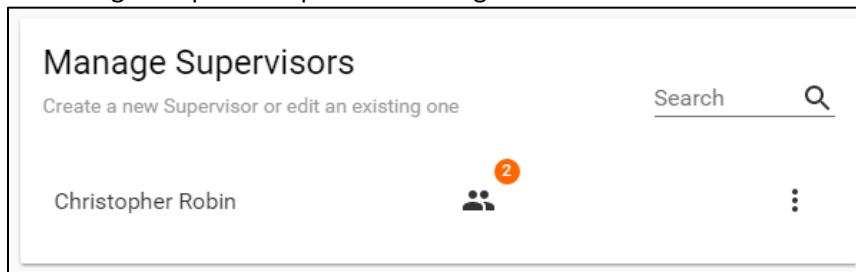 Manage Supervisors
Create a new Supervisor or edit an existing one
Search
2
Christopher Robin